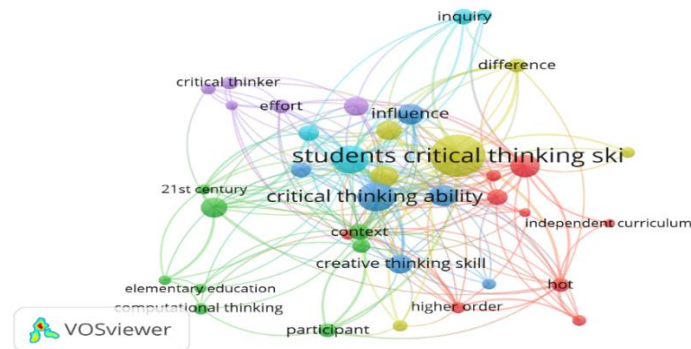 inquiry
difference
critical thinker
effort
influence
students critical thinking ski
21st century
critical thinking ability
context
independent curriculum
creative thinking skill
elementary education
hot
computational thinking
higher order
participant
VOSviewer